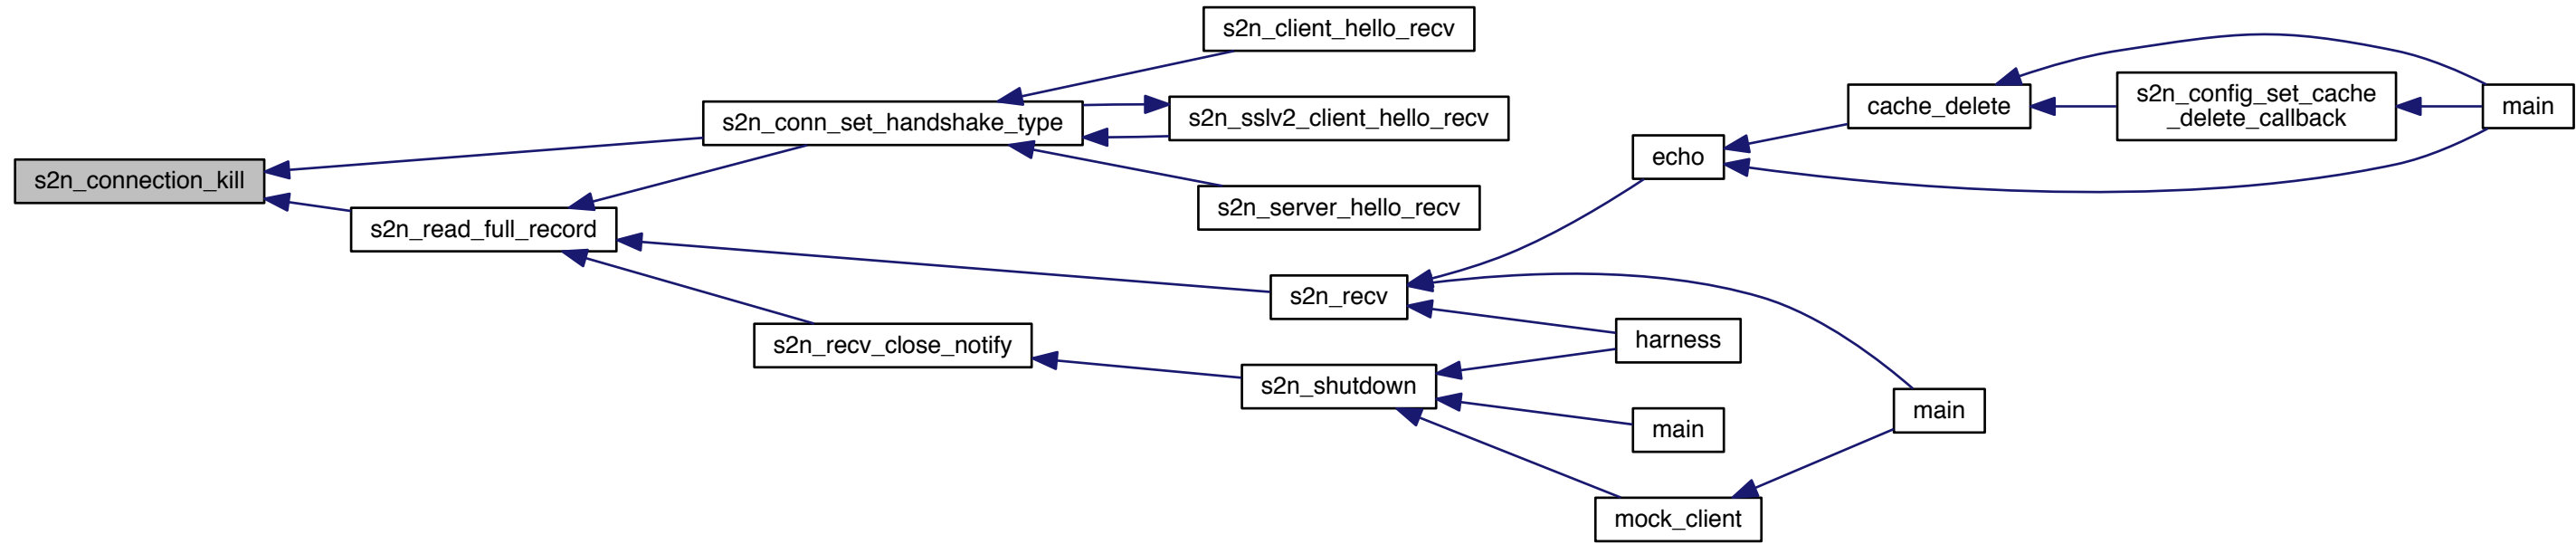 s2n_connection_kill
s2n_conn_set_handshake_type
s2n_read_full_record
s2n_client_hello_recv
s2n_sslv2_client_hello_recv
s2n_server_hello_recv
s2n_recv
s2n_recv_close_notify
s2n_shutdown
echo
harness
main
mock_client
cache_delete
main
s2n_config_set_cache
_delete_callback
main